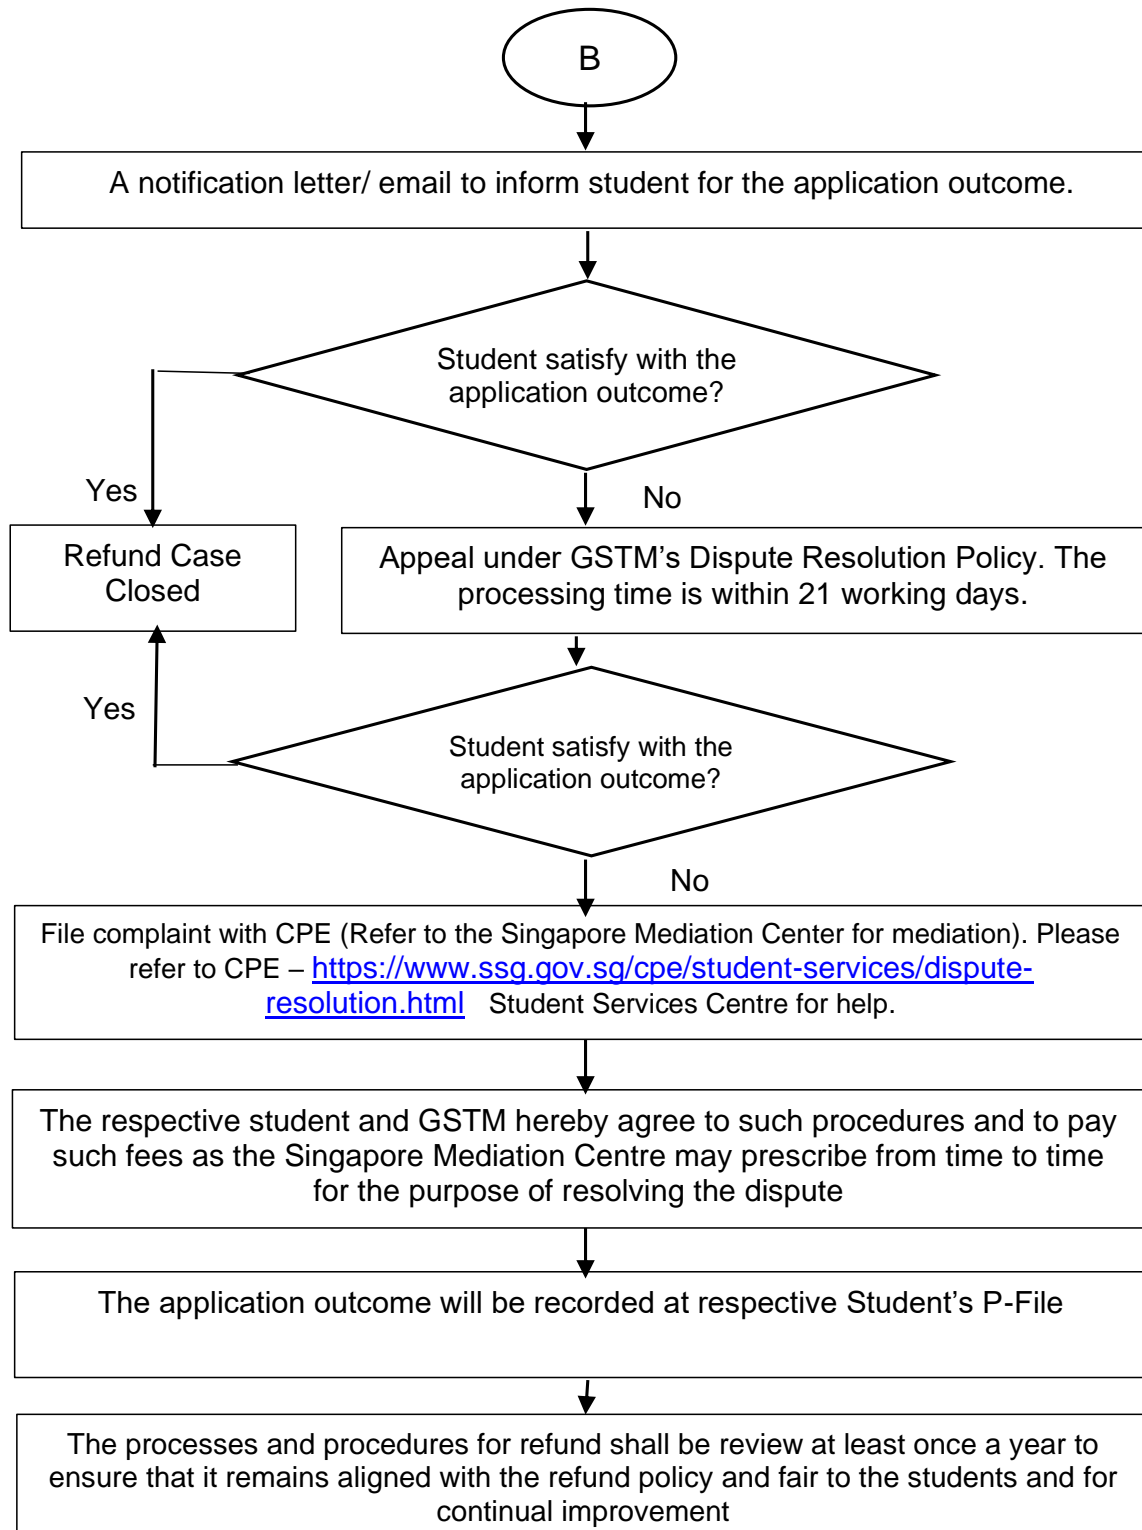 B
A notification letter/ email to inform student for the application outcome.
Student satisfy with the
application outcome?
Yes
No
Refund Case
Closed
Appeal under GSTM’s Dispute Resolution Policy. The
processing time is within 21 working days.
Yes
Student satisfy with the
application outcome?
No
File complaint with CPE (Refer to the Singapore Mediation Center for mediation). Please
refer to CPE – https://www.ssg.gov.sg/cpe/student-services/dispute-
resolution.html Student Services Centre for help.
The respective student and GSTM hereby agree to such procedures and to pay
such fees as the Singapore Mediation Centre may prescribe from time to time
for the purpose of resolving the dispute
The application outcome will be recorded at respective Student’s P-File
The processes and procedures for refund shall be review at least once a year to
ensure that it remains aligned with the refund policy and fair to the students and for
continual improvement